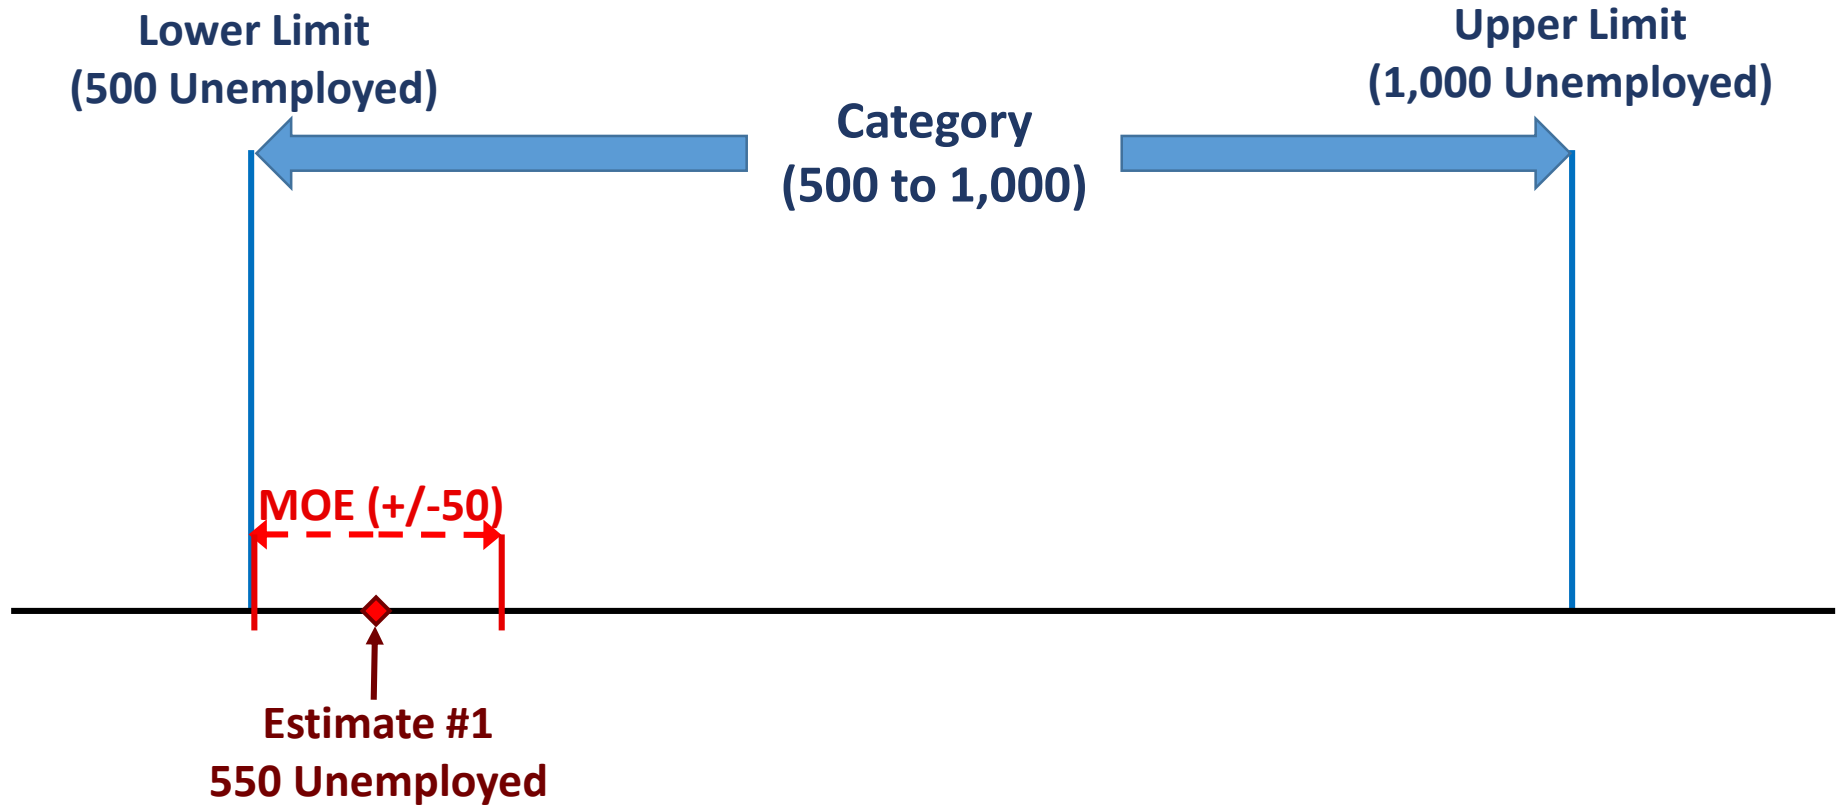 Lower Limit
(500 Unemployed)
Upper Limit
(1,000 Unemployed)
Category
(500 to 1,000)
MOE (+/-50)
Estimate #1
550 Unemployed